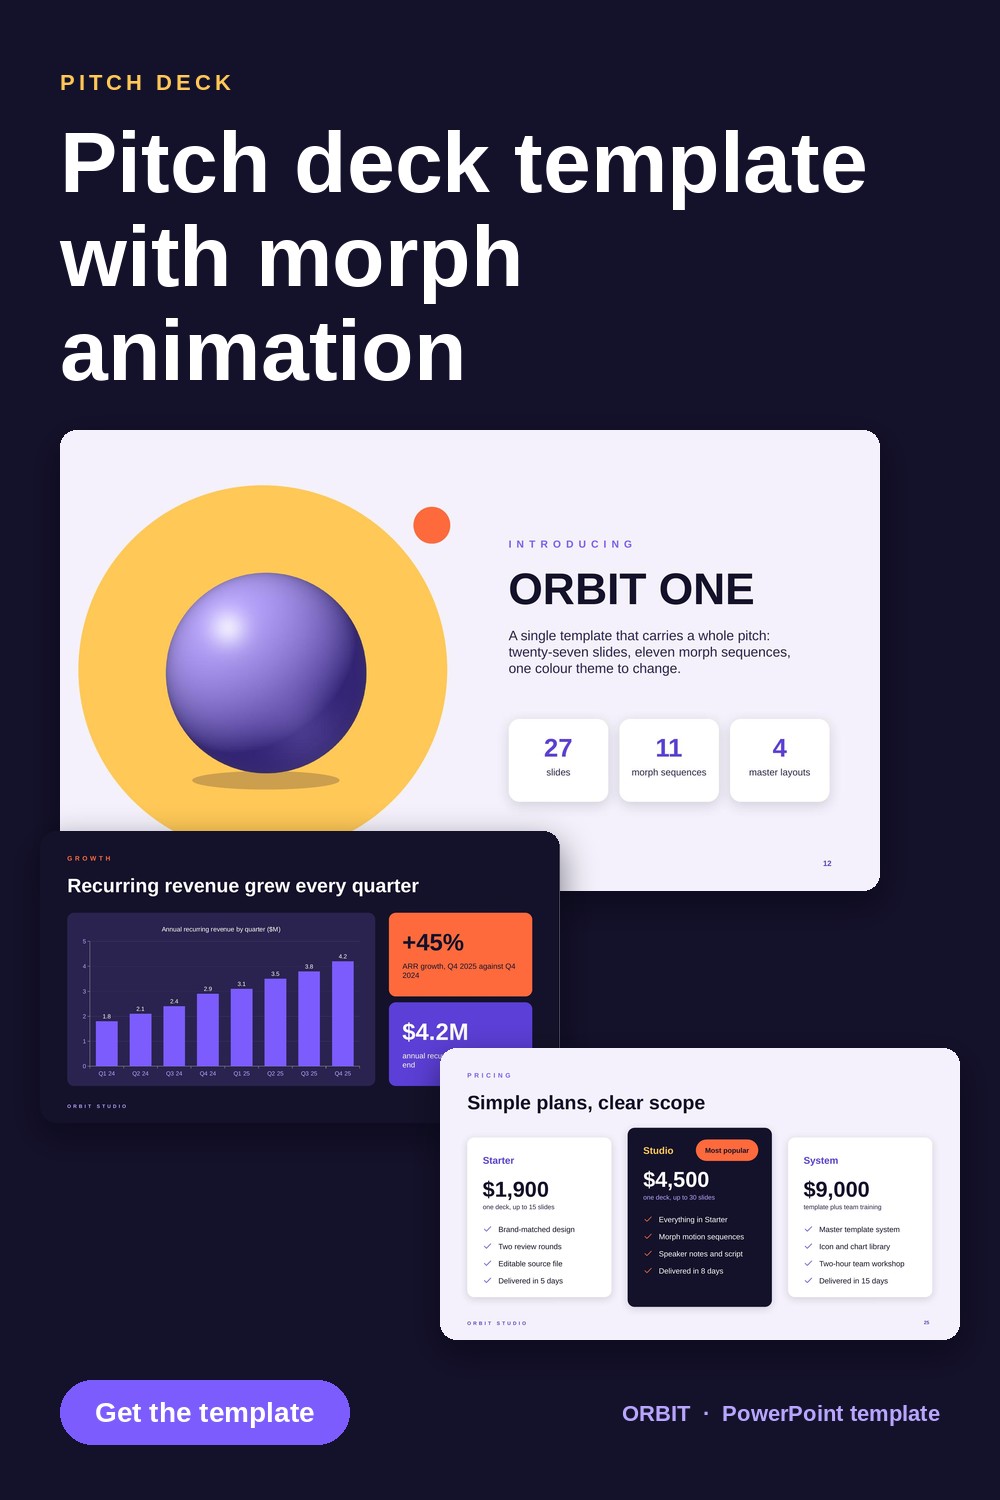 PITCH DECK
Pitch deck template
with morph
animation
INTRODUCING
ORBIT ONE
A single template that carries a whole pitch:
twenty-seven slides, eleven morph sequences,
one colour theme to change.
27
slides
11
morph sequences
4
master layouts
12
GROWTH
Recurring revenue grew every quarter
Annual recurring revenue by quarter ($M)
5
4
3
2
1
0
1.8
2.1
2.4
2.9
3.1
3.5
3.8
4.2
Q1 24
Q2 24
Q3 24
Q4 24
Q1 25
Q2 25
Q3 25
Q4 25
+45%
ARR growth, Q4 2025 against Q4
2024
$4.2M
annual
end
ORBIT STUDIO
PRICING
Simple plans, clear scope
Starter
$1,900
one deck, up to 15 slides
Brand-matched design
Two review rounds
Editable source file
Delivered in 5 days
Studio
Most popular
$4,500
one deck, up to 30 slides
Everything in Starter
Morph motion sequences
Speaker notes and script
Delivered in 8 days
System
$9,000
template plus team training
Master template system
Icon and chart library
Two-hour team workshop
Delivered in 15 days
ORBIT STUDIO
25
Get the template
ORBIT · PowerPoint template